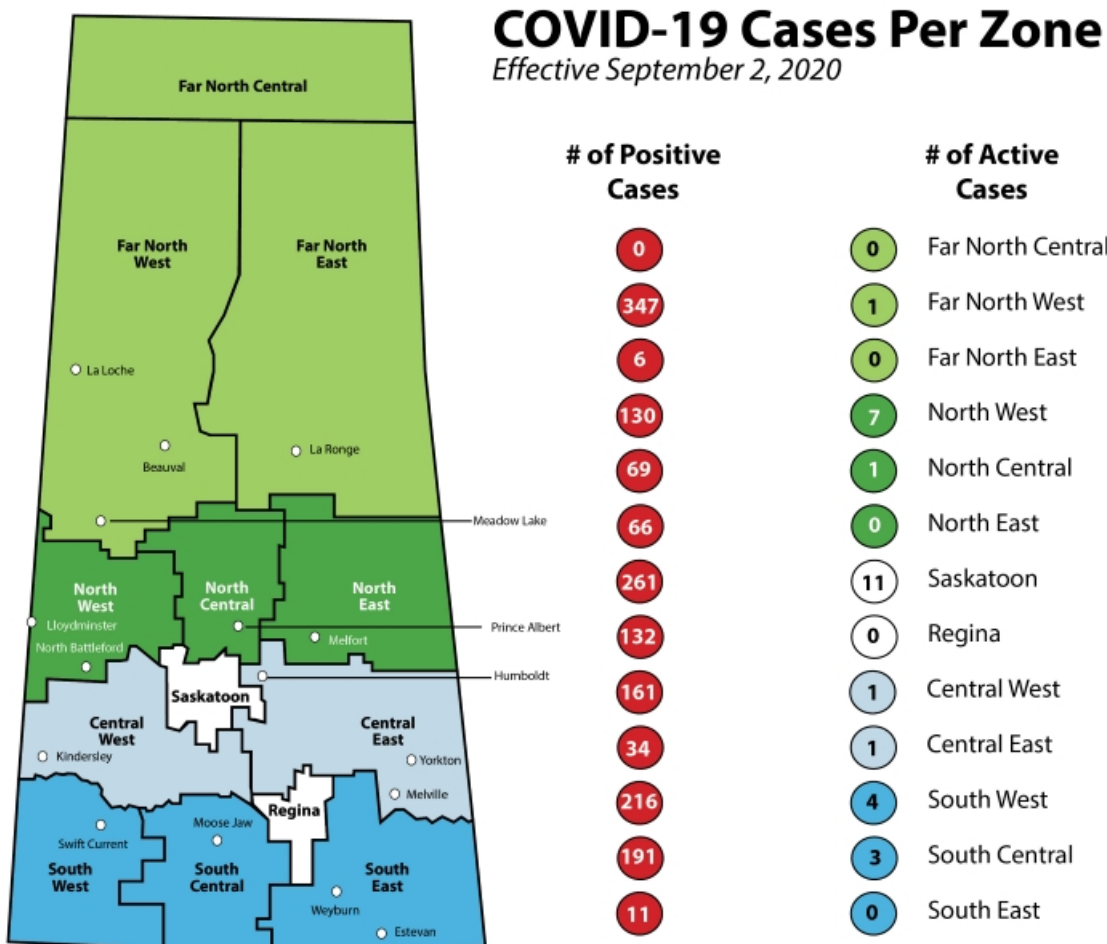 COVID-19 Cases Per Zone
Effective September 2, 2020
Far North Central
Far North
West
Far North
East
La Loche
Beauval
La Ronge
Meadow Lake
North
West
North
Central
North
East
Lloydminster
Prince Albert
North Battleford
Melfort
Humboldt
Saskatoon
Central
West
Central
East
Kindersley
Yorkton
Melville
Regina
Moose Jaw
Swift Current
South
West
South
Central
South
East
Weyburn
Estevan
# of Positive
Cases
# of Active
Cases
0 0 Far North Central
347 1 Far North West
6 0 Far North East
130 7 North West
69 1 North Central
66 0 North East
261 11 Saskatoon
132 0 Regina
161 1 Central West
34 1 Central East
216 4 South West
191 3 South Central
11 0 South East